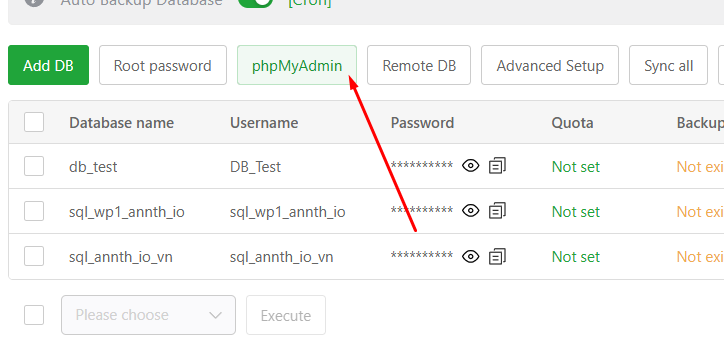 Auto Backup Database [Cron]
Add DB Root password phpMyAdmin Remote DB Advanced Setup Sync all
Database name Username Password Quota Backup
db_test DB_Test ********** Not set Not exi
sql_wp1_annth_io sql_wp1_annth_io ********** Not set Not exi
sql_annth_io_vn sql_annth_io_vn ********** Not set Not exi
Please choose Execute